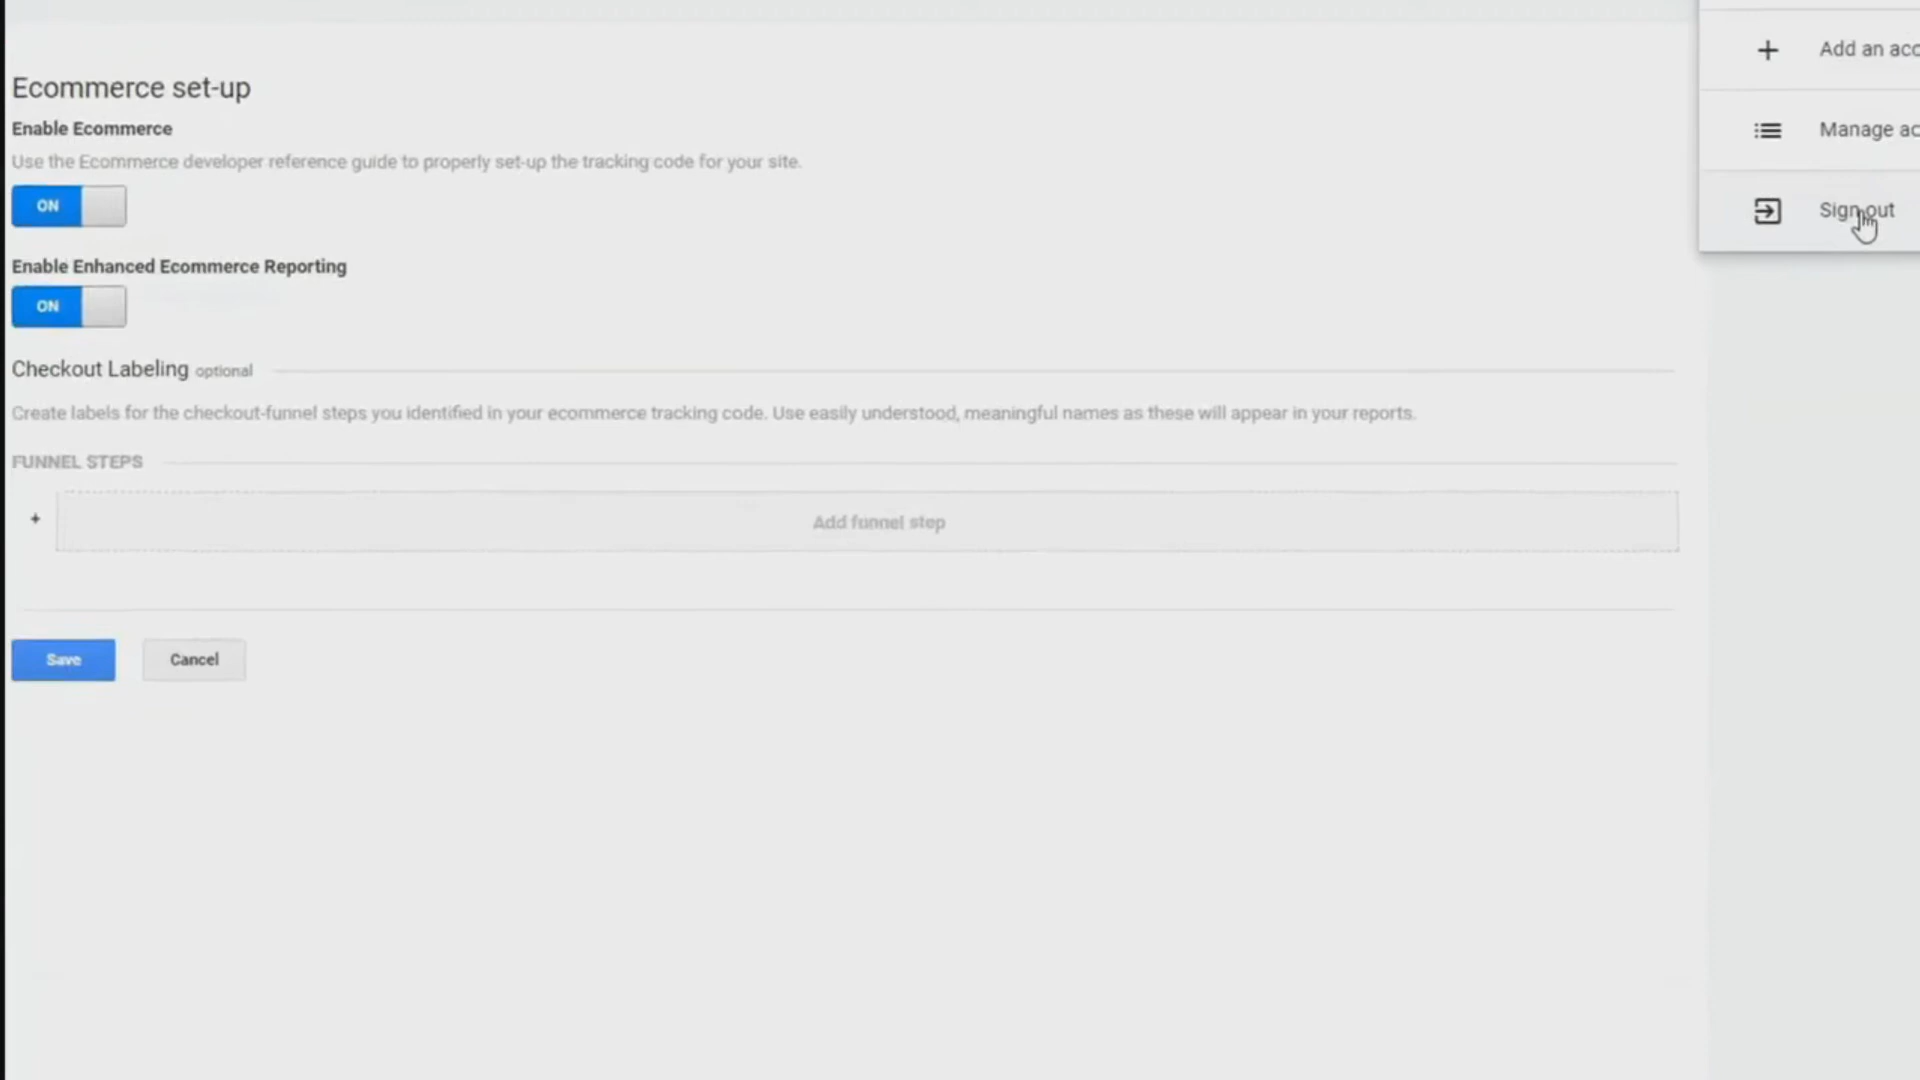 Ecommerce set-up
Enable Ecommerce
Use the Ecommerce developer reference guide to properly set-up the tracking code for your site.
ON
Enable Enhanced Ecommerce Reporting
ON
Checkout Labeling optional
Create labels for the checkout-funnel steps you identified in your ecommerce tracking code. Use easily understood, meaningful names as these will appear in your reports.
FUNNEL STEPS
+ Add funnel step
Save Cancel
Add an acc
Manage ac
Sign out